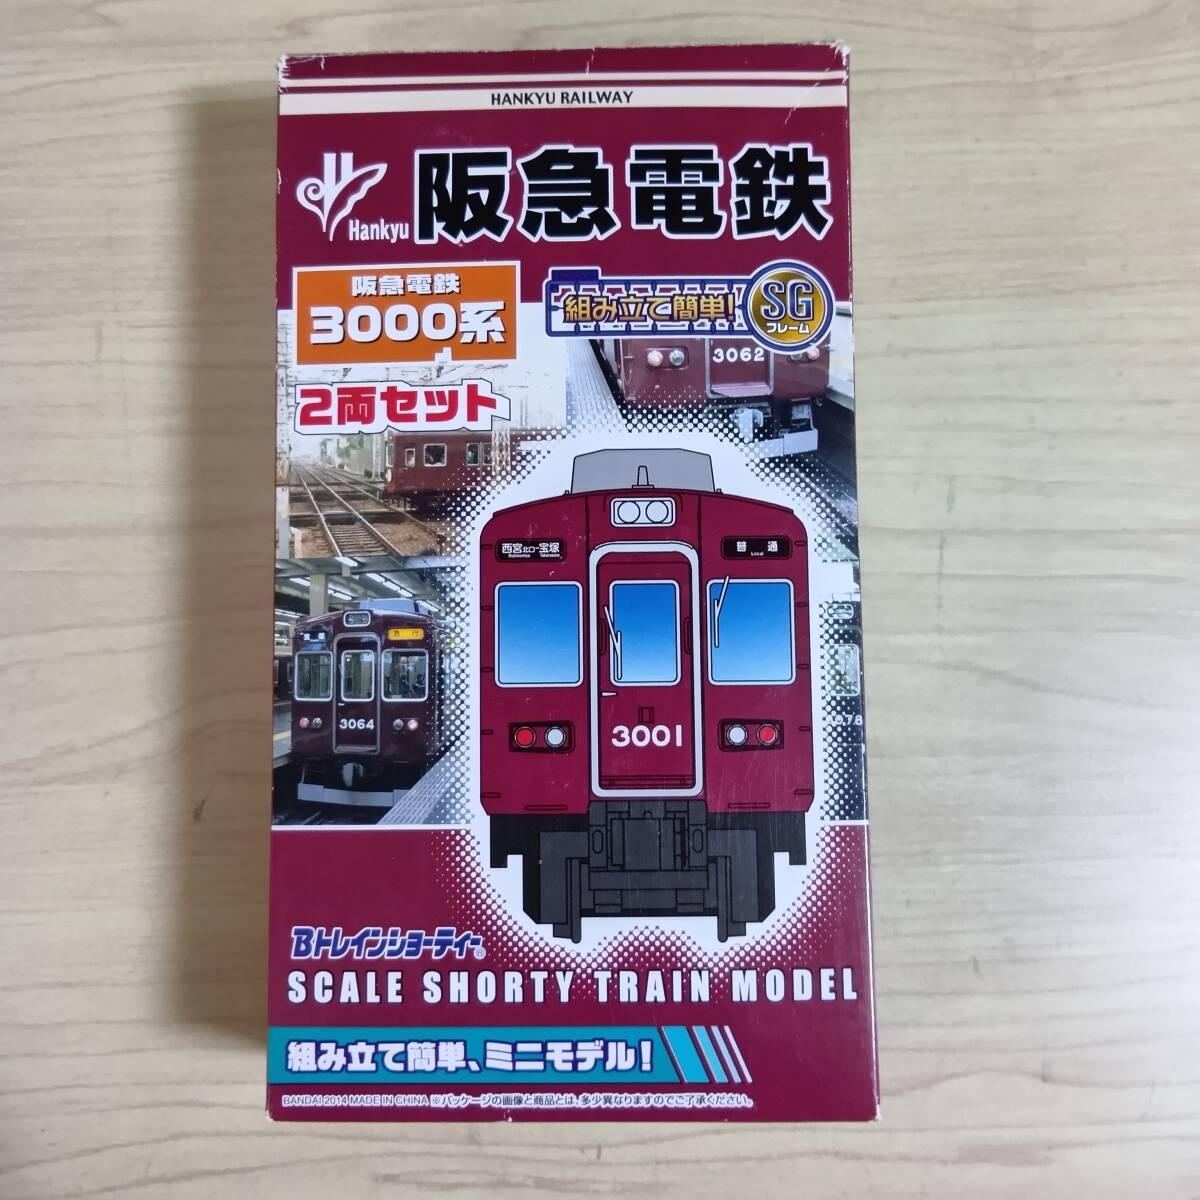 HANKYU RAILWAY
Hankyu
阪急電鉄
阪急電鉄
3000系
2両セット
組み立て簡単!
SG
フレーム
3062
西宮北口-宝塚
普通
Local
急行
3064
3001
Bトレインショーティー®
SCALE SHORTY TRAIN MODEL
組み立て簡単、ミニモデル!
BANDAI 2014 MADE IN CHINA ※パッケージの画像と商品とは、多少異なりますのでご了承ください。